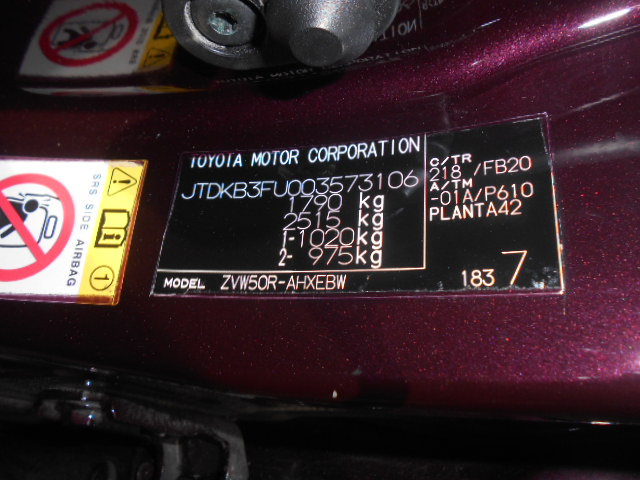 TOYOTA MOTOR CORPORATION
JTDKB3FU003573106
1790 kg
2515 kg
1-1020kg
2- 975kg
C/TR
218 /FB20
A/TM
-01A/P610
PLANTA42
MODEL ZVW50R-AHXEBW
183 7
SRS SIDE AIRBAG